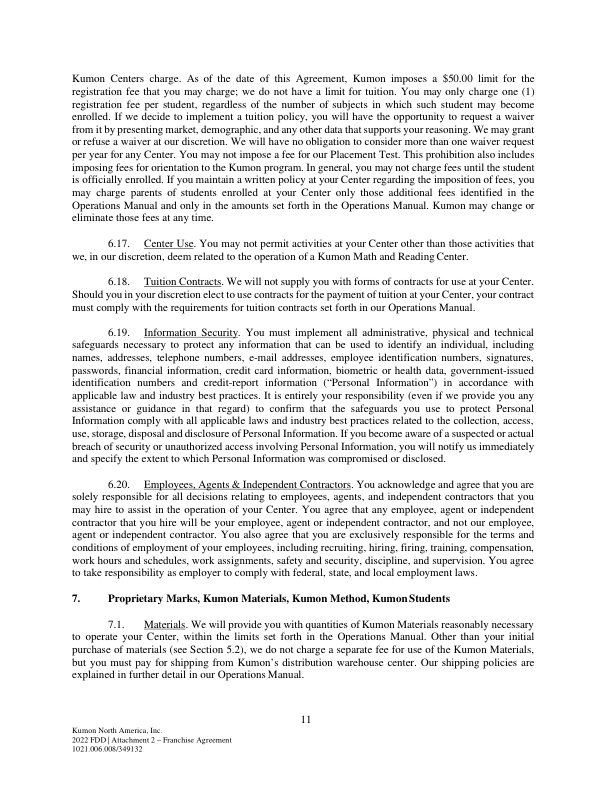 Kumon Centers charge. As of the date of this Agreement, Kumon imposes a $50.00 limit for the
registration fee that you may charge; we do not have a limit for tuition. You may only charge one (1)
registration fee per student, regardless of the number of subjects in which such student may become
enrolled. If we decide to implement a tuition policy, you will have the opportunity to request a waiver
from it by presenting market, demographic, and any other data that supports your reasoning. We may grant
or refuse a waiver at our discretion. We will have no obligation to consider more than one waiver request
per year for any Center. You may not impose a fee for our Placement Test. This prohibition also includes
imposing fees for orientation to the Kumon program. In general, you may not charge fees until the student
is officially enrolled. If you maintain a written policy at your Center regarding the imposition of fees, you
may charge parents of students enrolled at your Center only those additional fees identified in the
Operations Manual and only in the amounts set forth in the Operations Manual. Kumon may change or
eliminate those fees at any time.
6.17. Center Use. You may not permit activities at your Center other than those activities that
we, in our discretion, deem related to the operation of a Kumon Math and Reading Center.
6.18. Tuition Contracts. We will not supply you with forms of contracts for use at your Center.
Should you in your discretion elect to use contracts for the payment of tuition at your Center, your contract
must comply with the requirements for tuition contracts set forth in our Operations Manual.
6.19. Information Security. You must implement all administrative, physical and technical
safeguards necessary to protect any information that can be used to identify an individual, including
names, addresses, telephone numbers, e-mail addresses, employee identification numbers, signatures,
passwords, financial information, credit card information, biometric or health data, government-issued
identification numbers and credit-report information (“Personal Information”) in accordance with
applicable law and industry best practices. It is entirely your responsibility (even if we provide you any
assistance or guidance in that regard) to confirm that the safeguards you use to protect Personal
Information comply with all applicable laws and industry best practices related to the collection, access,
use, storage, disposal and disclosure of Personal Information. If you become aware of a suspected or actual
breach of security or unauthorized access involving Personal Information, you will notify us immediately
and specify the extent to which Personal Information was compromised or disclosed.
6.20. Employees, Agents & Independent Contractors. You acknowledge and agree that you are
solely responsible for all decisions relating to employees, agents, and independent contractors that you
may hire to assist in the operation of your Center. You agree that any employee, agent or independent
contractor that you hire will be your employee, agent or independent contractor, and not our employee,
agent or independent contractor. You also agree that you are exclusively responsible for the terms and
conditions of employment of your employees, including recruiting, hiring, firing, training, compensation,
work hours and schedules, work assignments, safety and security, discipline, and supervision. You agree
to take responsibility as employer to comply with federal, state, and local employment laws.
7. Proprietary Marks, Kumon Materials, Kumon Method, Kumon Students
7.1. Materials. We will provide you with quantities of Kumon Materials reasonably necessary
to operate your Center, within the limits set forth in the Operations Manual. Other than your initial
purchase of materials (see Section 5.2), we do not charge a separate fee for use of the Kumon Materials,
but you must pay for shipping from Kumon’s distribution warehouse center. Our shipping policies are
explained in further detail in our Operations Manual.
11
Kumon North America, Inc.
2022 FDD | Attachment 2 – Franchise Agreement
1021.006.008/349132